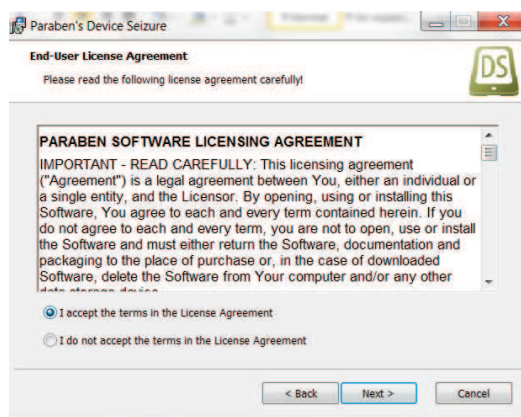 Paraben's Device Seizure
End-User License Agreement
Please read the following license agreement carefully!
DS
PARABEN SOFTWARE LICENSING AGREEMENT
IMPORTANT - READ CAREFULLY: This licensing agreement
("Agreement") is a legal agreement between You, either an individual or
a single entity, and the Licensor. By opening, using or installing this
Software, You agree to each and every term contained herein. If you
do not agree to each and every term, you are not to open, use or install
the Software and must either return the Software, documentation and
packaging to the place of purchase or, in the case of downloaded
Software, delete the Software from Your computer and/or any other
data storage device
I accept the terms in the License Agreement
I do not accept the terms in the License Agreement
< Back
Next >
Cancel